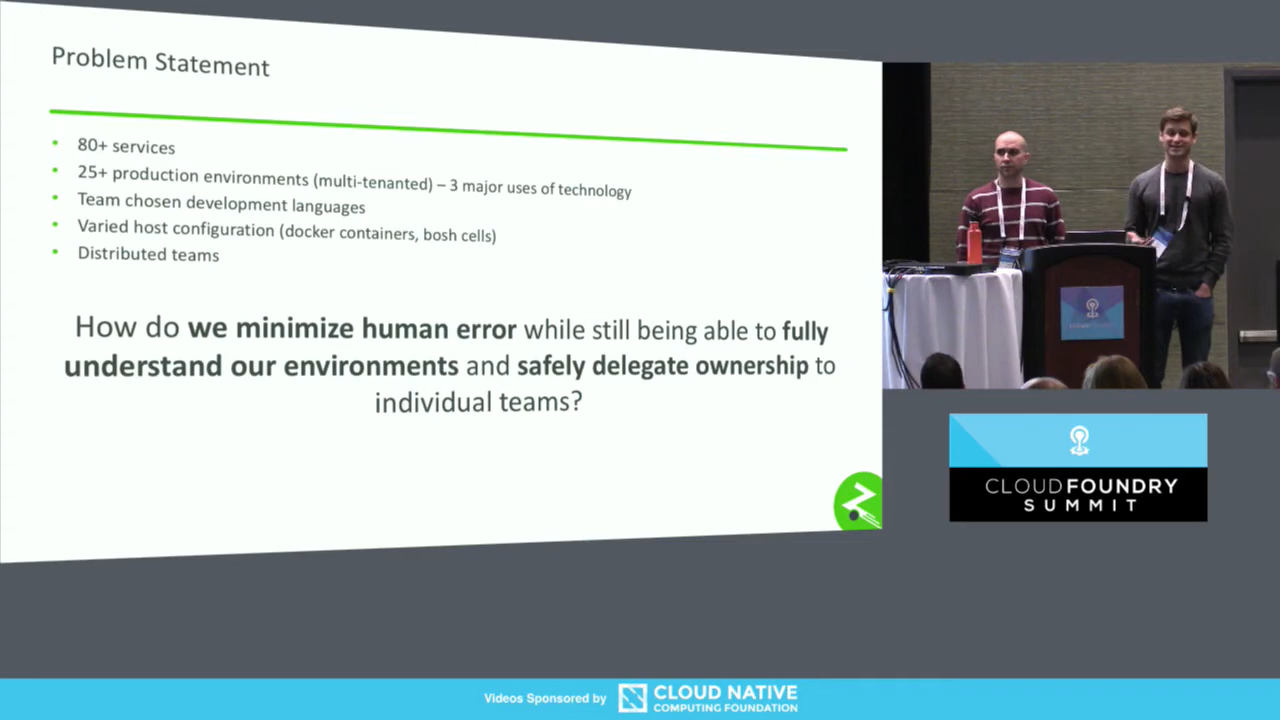 Problem Statement
80+ services
25+ production environments (multi-tenanted) – 3 major uses of technology
Team chosen development languages
Varied host configuration (docker containers, bosh cells)
Distributed teams
How do we minimize human error while still being able to fully
understand our environments and safely delegate ownership to
individual teams?
CLOUDFOUNDRY
SUMMIT
Videos Sponsored by
CLOUD NATIVE
COMPUTING FOUNDATION